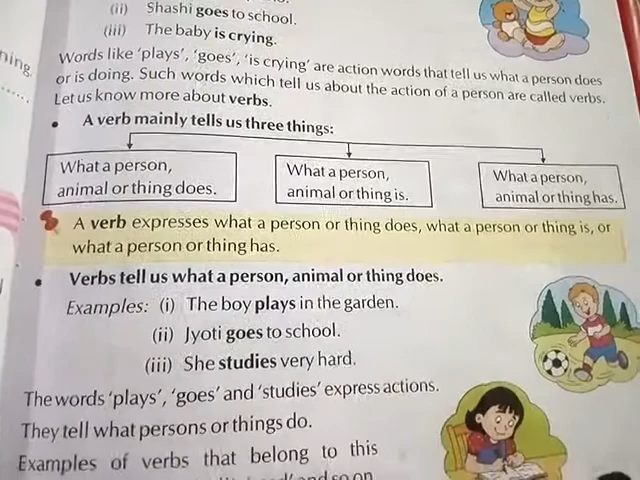 (ii) Shashi goes to school.
(iii) The baby is crying.
Words like 'plays', 'goes', 'is crying' are action words that tell us what a person does
or is doing. Such words which tell us about the action of a person are called verbs.
Let us know more about verbs.
• A verb mainly tells us three things:
What a person,
animal or thing does.
What a person,
animal or thing is.
What a person,
animal or thing has.
A verb expresses what a person or thing does, what a person or thing is, or
what a person or thing has.
• Verbs tell us what a person, animal or thing does.
Examples: (i) The boy plays in the garden.
(ii) Jyoti goes to school.
(iii) She studies very hard.
The words 'plays', 'goes' and 'studies' express actions.
They tell what persons or things do.
Examples of verbs that belong to this
and so on